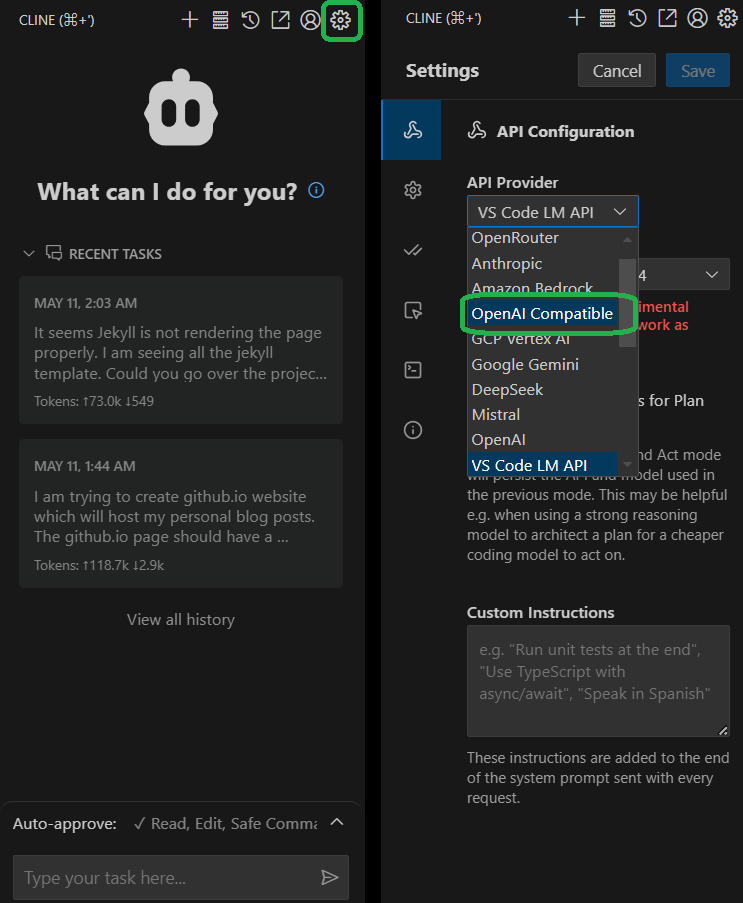 CLINE (⌘+')
What can I do for you?
RECENT TASKS
MAY 11, 2:03 AM
It seems Jekyll is not rendering the page
properly. I am seeing all the jekyll
template. Could you go over the projec...
Tokens: ↑73.0k ↓549
MAY 11, 1:44 AM
I am trying to create github.io website
which will host my personal blog posts.
The github.io page should have a ...
Tokens: ↑118.7k ↓2.9k
View all history
Auto-approve:
✓ Read, Edit, Safe Comma
Type your task here...
CLINE (⌘+')
Settings
Cancel
Save
API Configuration
API Provider
VS Code LM API
OpenRouter
Anthropic
Amazon Bedrock
OpenAI Compatible
GCP Vertex AI
Google Gemini
DeepSeek
Mistral
OpenAI
VS Code LM API
4
imental
work as
s for Plan
nd Act mode
will persist the API and model used in
the previous mode. This may be helpful
e.g. when using a strong reasoning
model to architect a plan for a cheaper
coding model to act on.
Custom Instructions
e.g. "Run unit tests at the end",
"Use TypeScript with
async/await", "Speak in Spanish"
These instructions are added to the end
of the system prompt sent with every
request.